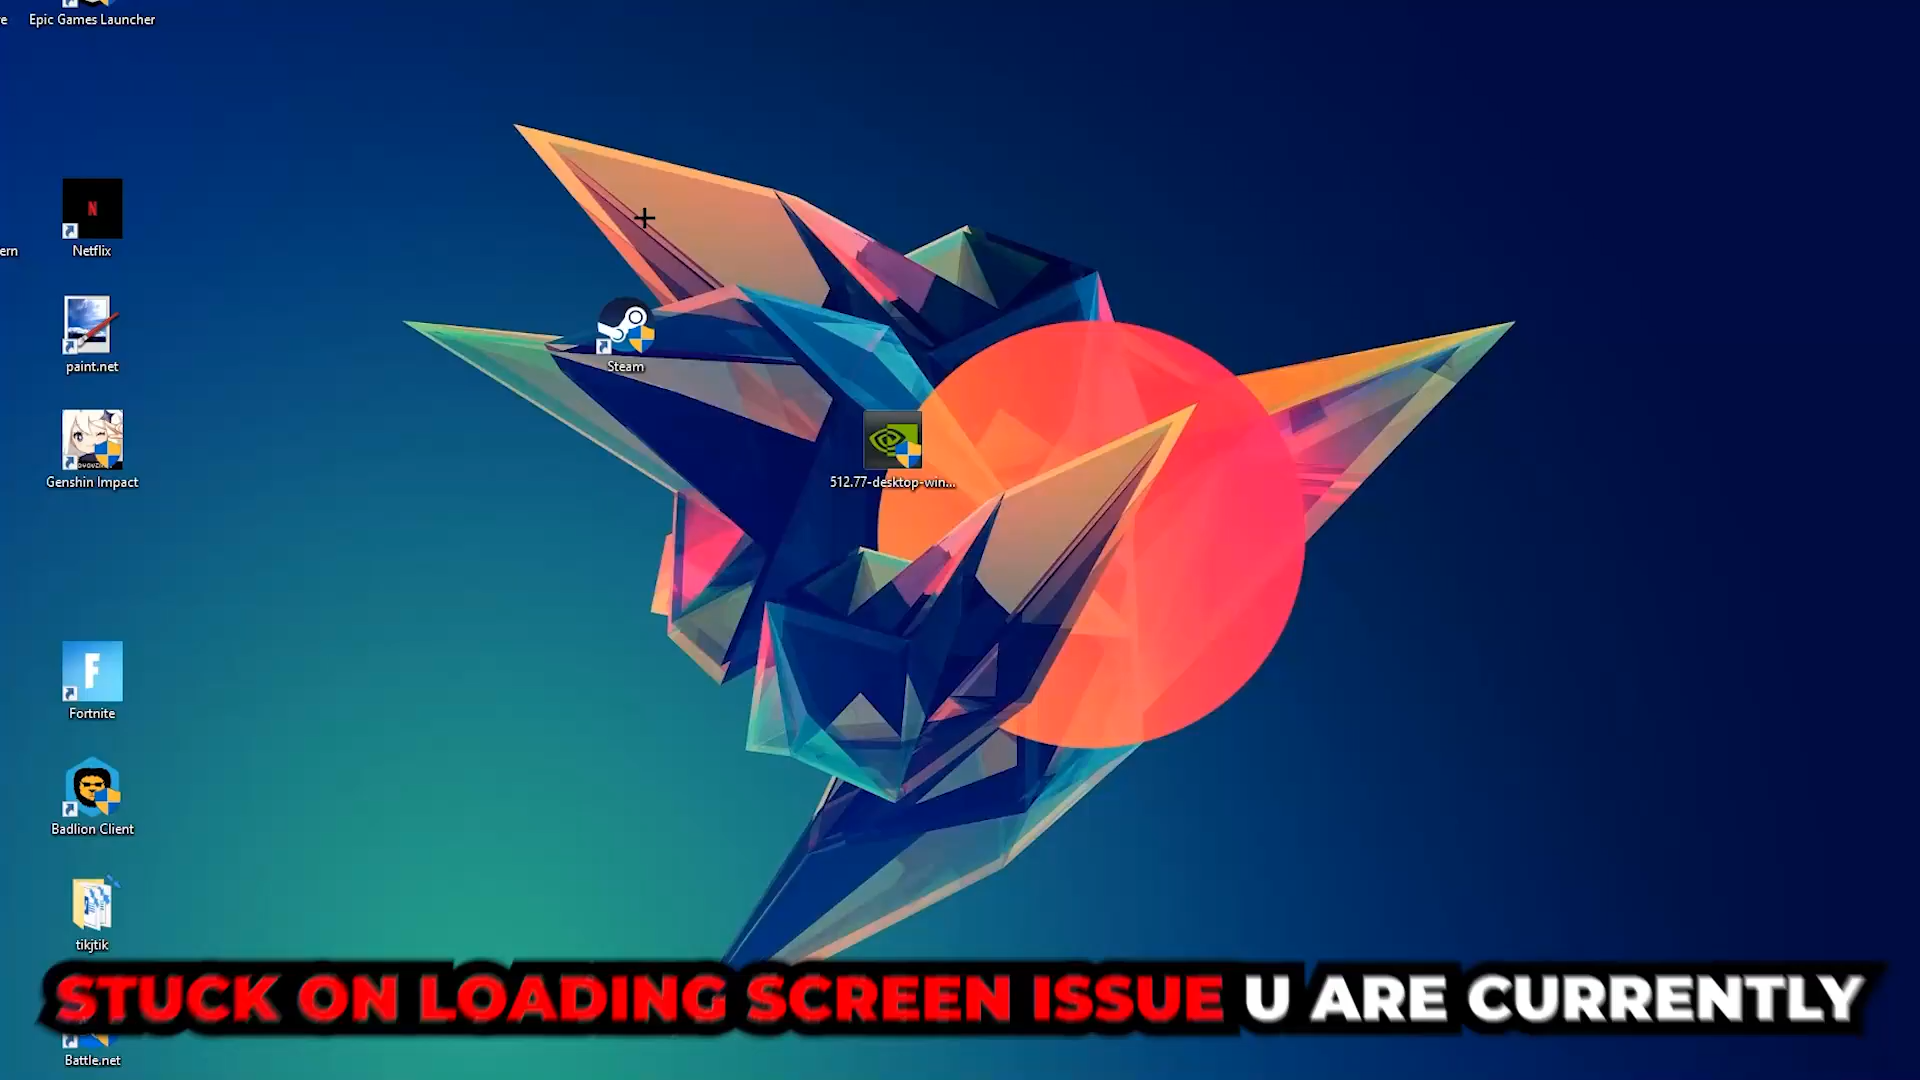 Epic Games Launcher
N
Netflix
ern
Steam
paint.net
512.77-desktop-win...
Genshin Impact
F
Fortnite
Badlion Client
tikjtik
STUCK ON LOADING SCREEN ISSUE U ARE CURRENTLY
Battle.net